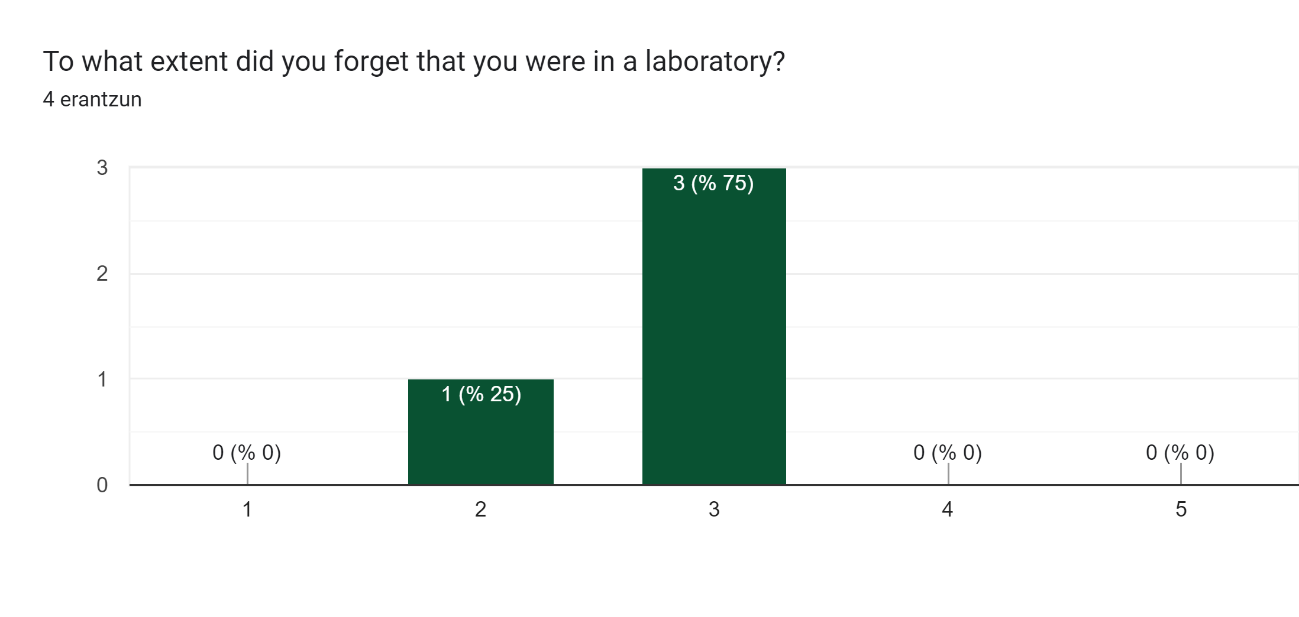 To what extent did you forget that you were in a laboratory?
4 erantzun
3
3 (% 75)
2
1
1 (% 25)
0 (% 0)
0 (% 0)
0 (% 0)
0
1
2
3
4
5